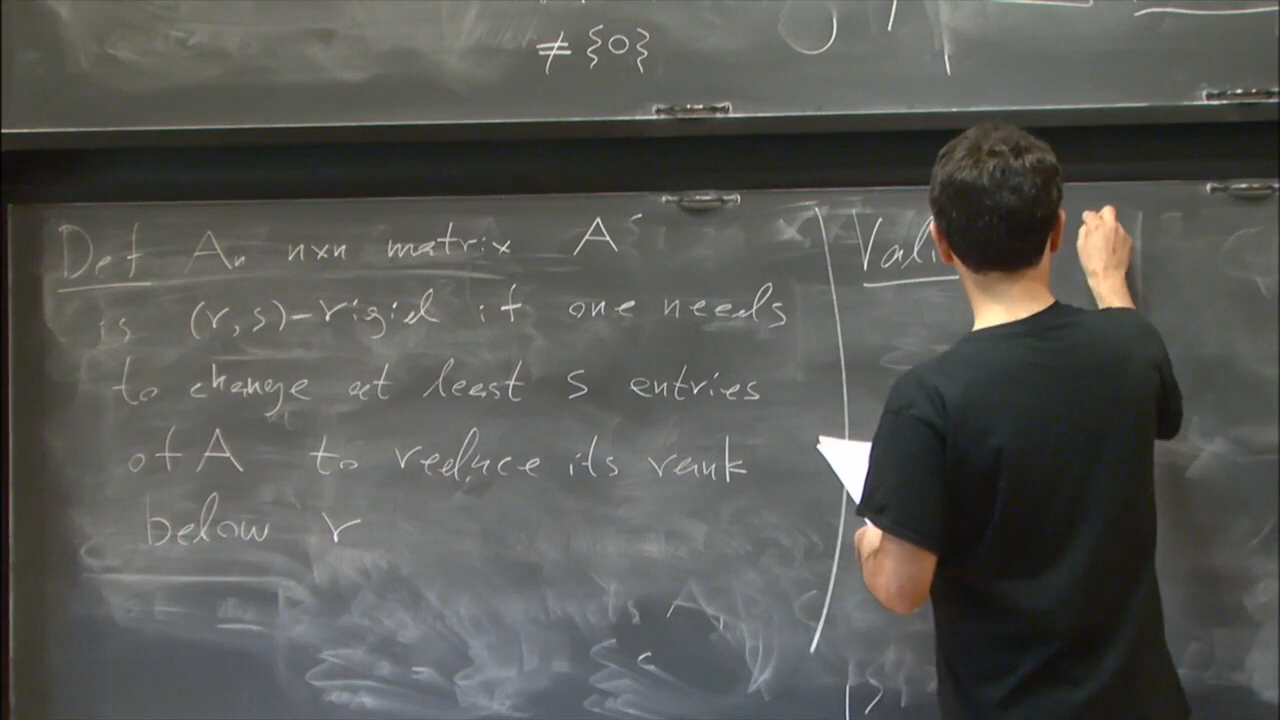 ≠ {0}
Def An n×n matrix A
is (r,s)-rigid if one needs
to change at least s entries
of A to reduce its rank
below r
Vali